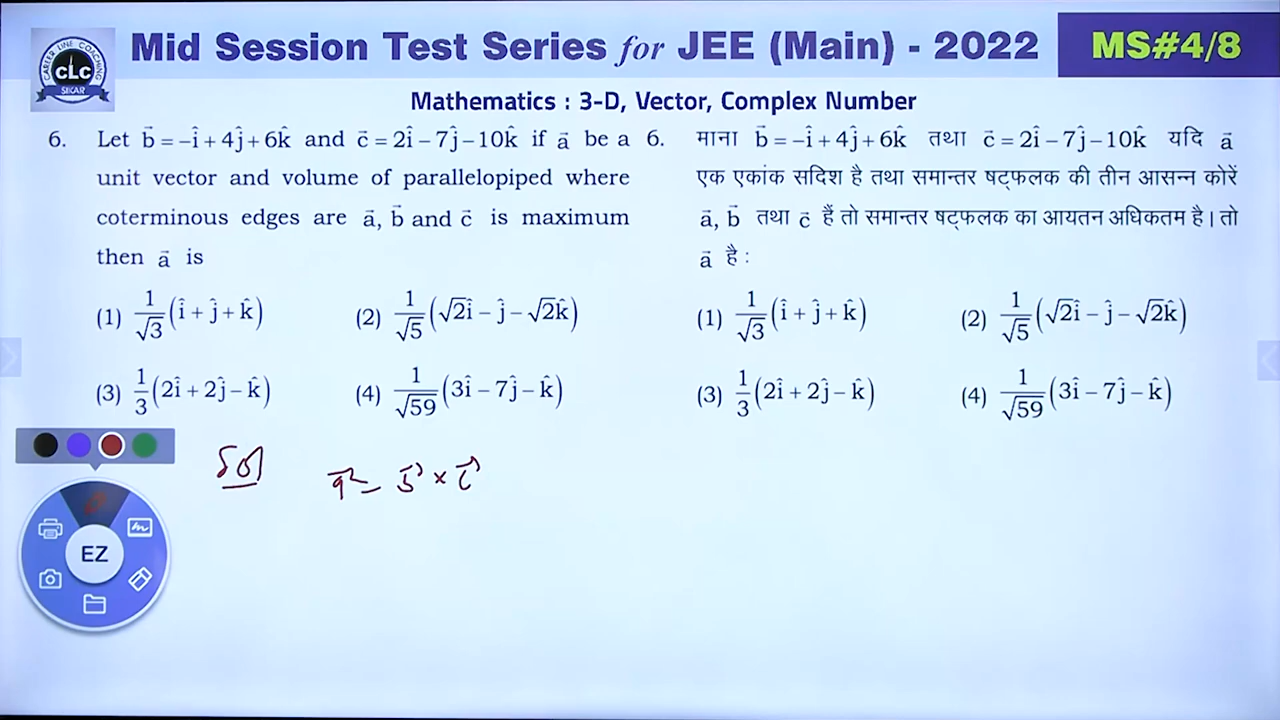 CAREER LINE COACHING
CLC
SIKAR
Mid Session Test Series for JEE (Main) - 2022
MS#4/8
Mathematics : 3-D, Vector, Complex Number
6. Let b⃗ = -î + 4ĵ + 6k̂ and c⃗ = 2î - 7ĵ - 10k̂ if a⃗ be a
unit vector and volume of parallelopiped where
coterminous edges are a⃗, b⃗ and c⃗ is maximum
then a⃗ is
(1) 1/√3 (î + ĵ + k̂) (2) 1/√5 (√2î - ĵ - √2k̂)
(3) 1/3 (2î + 2ĵ - k̂) (4) 1/√59 (3î - 7ĵ - k̂)
6. माना b⃗ = -î + 4ĵ + 6k̂ तथा c⃗ = 2î - 7ĵ - 10k̂ यदि a⃗
एक एकांक सदिश है तथा समान्तर षट्फलक की तीन आसन्न कोरें
a⃗, b⃗ तथा c⃗ हैं तो समान्तर षट्फलक का आयतन अधिकतम है। तो
a⃗ है :
(1) 1/√3 (î + ĵ + k̂) (2) 1/√5 (√2î - ĵ - √2k̂)
(3) 1/3 (2î + 2ĵ - k̂) (4) 1/√59 (3î - 7ĵ - k̂)
Sol
a⃗ = b⃗ × c⃗
EZ